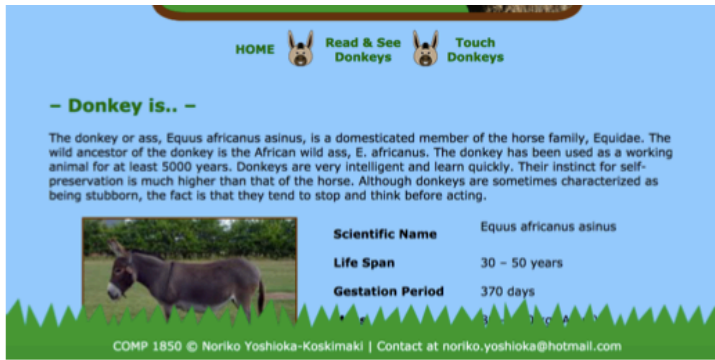 HOME
Read & See
Donkeys
Touch
Donkeys
– Donkey is.. –
The donkey or ass, Equus africanus asinus, is a domesticated member of the horse family, Equidae. The
wild ancestor of the donkey is the African wild ass, E. africanus. The donkey has been used as a working
animal for at least 5000 years. Donkeys are very intelligent and learn quickly. Their instinct for self-
preservation is much higher than that of the horse. Although donkeys are sometimes characterized as
being stubborn, the fact is that they tend to stop and think before acting.
Scientific Name Equus africanus asinus
Life Span 30 – 50 years
Gestation Period 370 days
COMP 1850 © Noriko Yoshioka-Koskimaki | Contact at noriko.yoshioka@hotmail.com